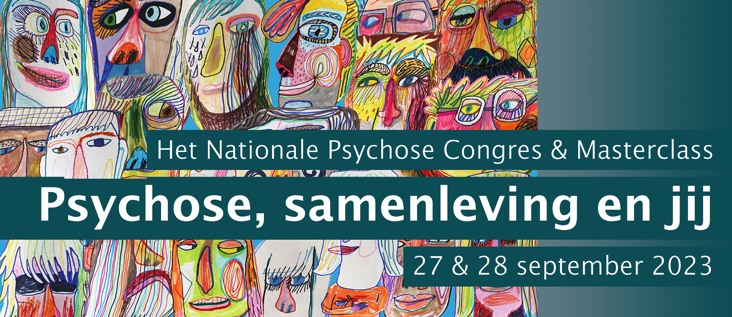 Het Nationale Psychose Congres & Masterclass
Psychose, samenleving en jij
27 & 28 september 2023